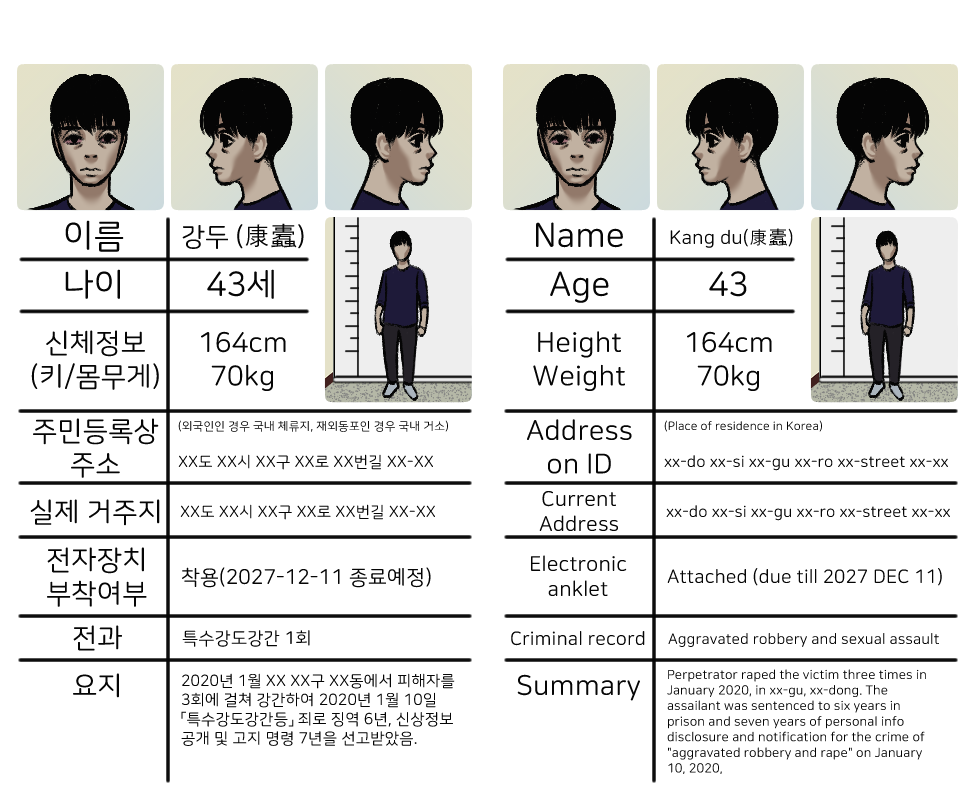 이름
강두 (康蠹)
나이
43세
신체정보
(키/몸무게)
164cm
70kg
주민등록상
주소
(외국인인 경우 국내 체류지, 재외동포인 경우 국내 거소)
XX도 XX시 XX구 XX로 XX번길 XX-XX
실제 거주지
XX도 XX시 XX구 XX로 XX번길 XX-XX
전자장치
부착여부
착용(2027-12-11 종료예정)
전과
특수강도강간 1회
요지
2020년 1월 XX XX구 XX동에서 피해자를
3회에 걸쳐 강간하여 2020년 1월 10일
「특수강도강간등」 죄로 징역 6년, 신상정보
공개 및 고지 명령 7년을 선고받았음.
Name
Kang du(康蠹)
Age
43
Height
Weight
164cm
70kg
Address
on ID
(Place of residence in Korea)
xx-do xx-si xx-gu xx-ro xx-street xx-xx
Current
Address
xx-do xx-si xx-gu xx-ro xx-street xx-xx
Electronic
anklet
Attached (due till 2027 DEC 11)
Criminal record
Aggravated robbery and sexual assault
Summary
Perpetrator raped the victim three times in
January 2020, in xx-gu, xx-dong. The
assailant was sentenced to six years in
prison and seven years of personal info
disclosure and notification for the crime of
"aggravated robbery and rape" on January
10, 2020,